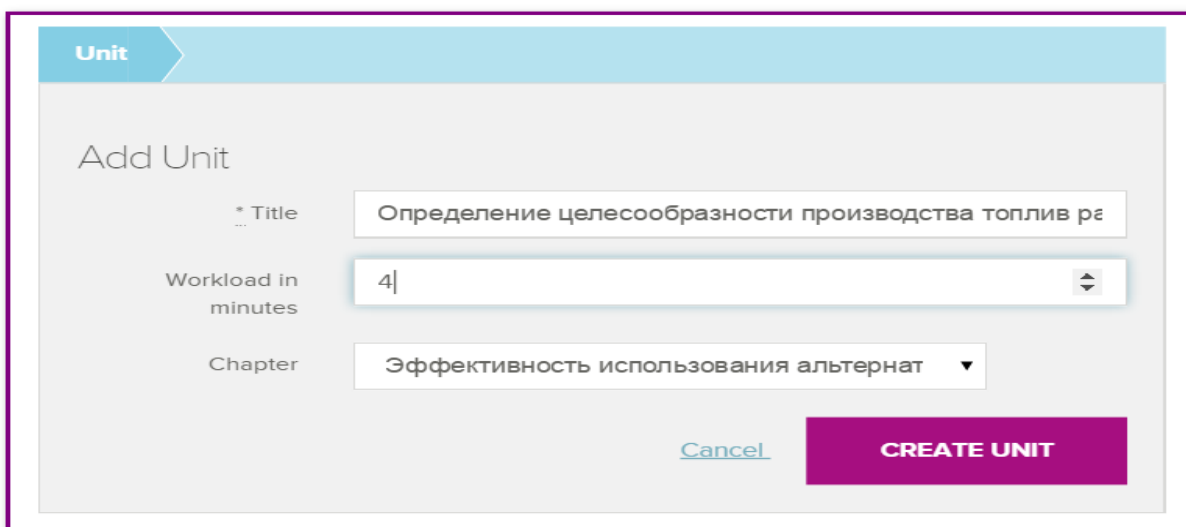 Unit
Add Unit
* Title
Определение целесообразности производства топлив ра
Workload in
minutes
4
Chapter
Эффективность использования альтернат
Cancel
CREATE UNIT